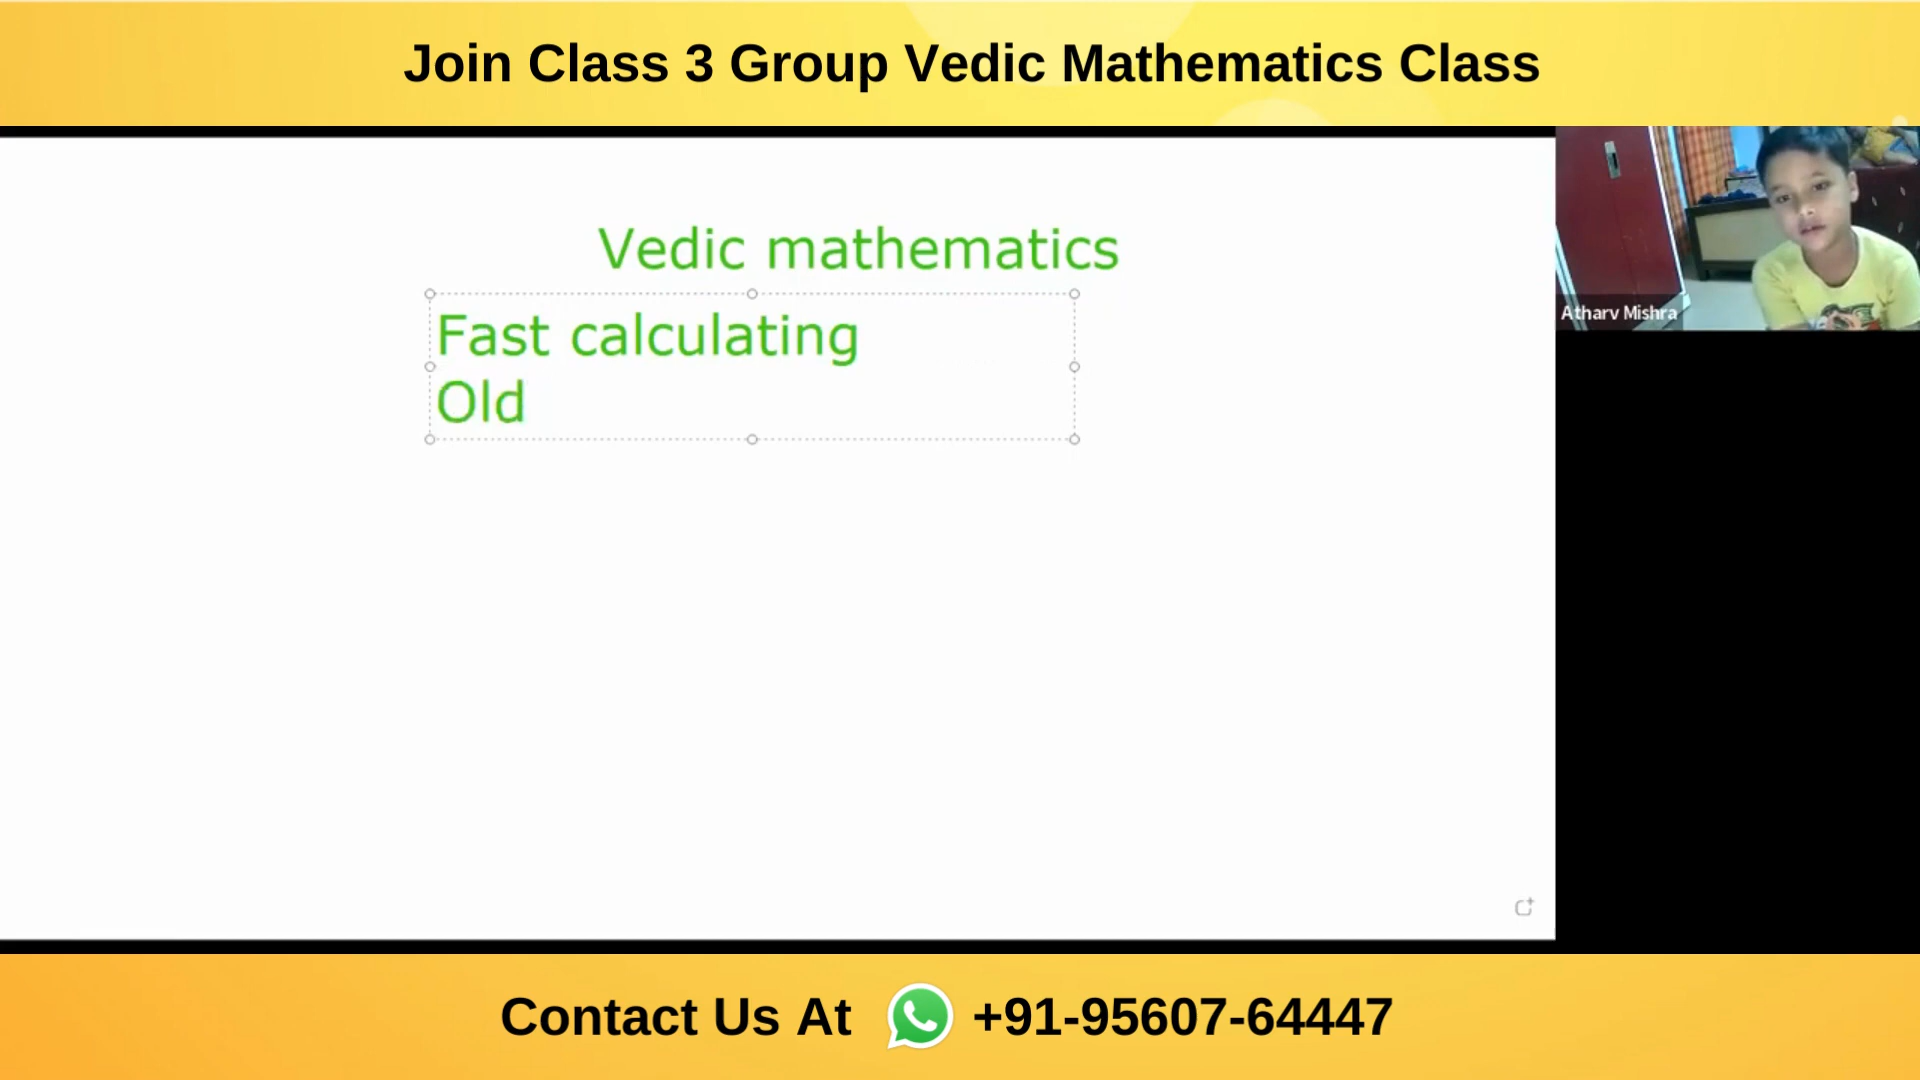 Join Class 3 Group Vedic Mathematics Class
Vedic mathematics
Fast calculating
Old
Atharv Mishra
Contact Us At +91-95607-64447